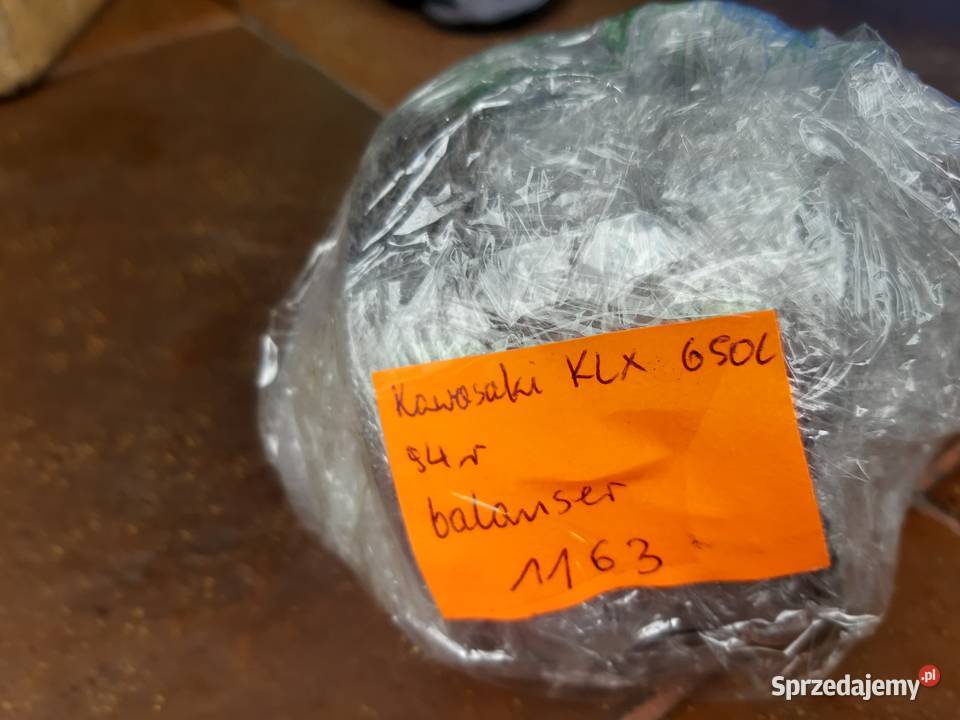 Kawasaki KLX 650C
94r
balanser
1163
Sprzedajemy.pl